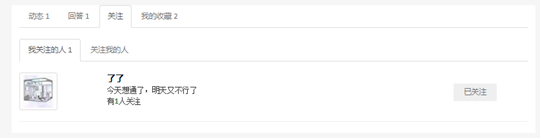 动态 1 回答 1 关注 我的收藏 2
我关注的人 1 关注我的人
了了
今天想通了，明天又不行了
有1人关注
已关注